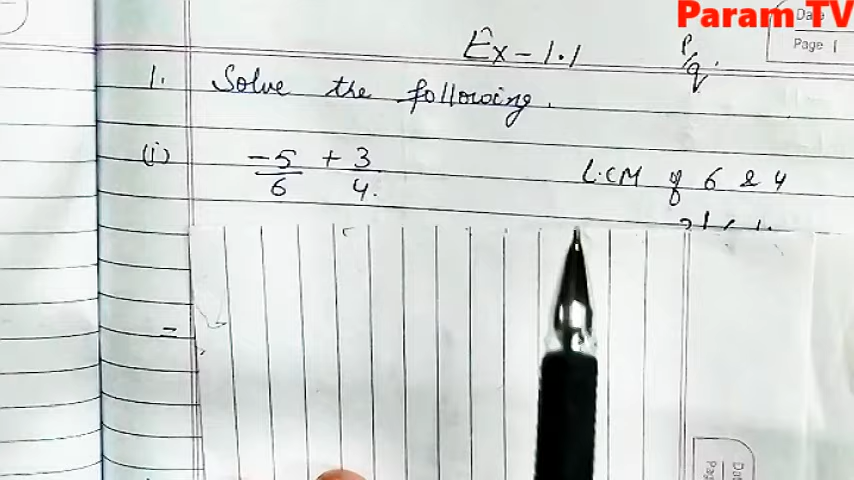 Param TV
Date
Page 1
Ex-1.1 p/q.
1. Solve the following.
(i) -5/6 + 3/4. L.CM of 6 & 4
=